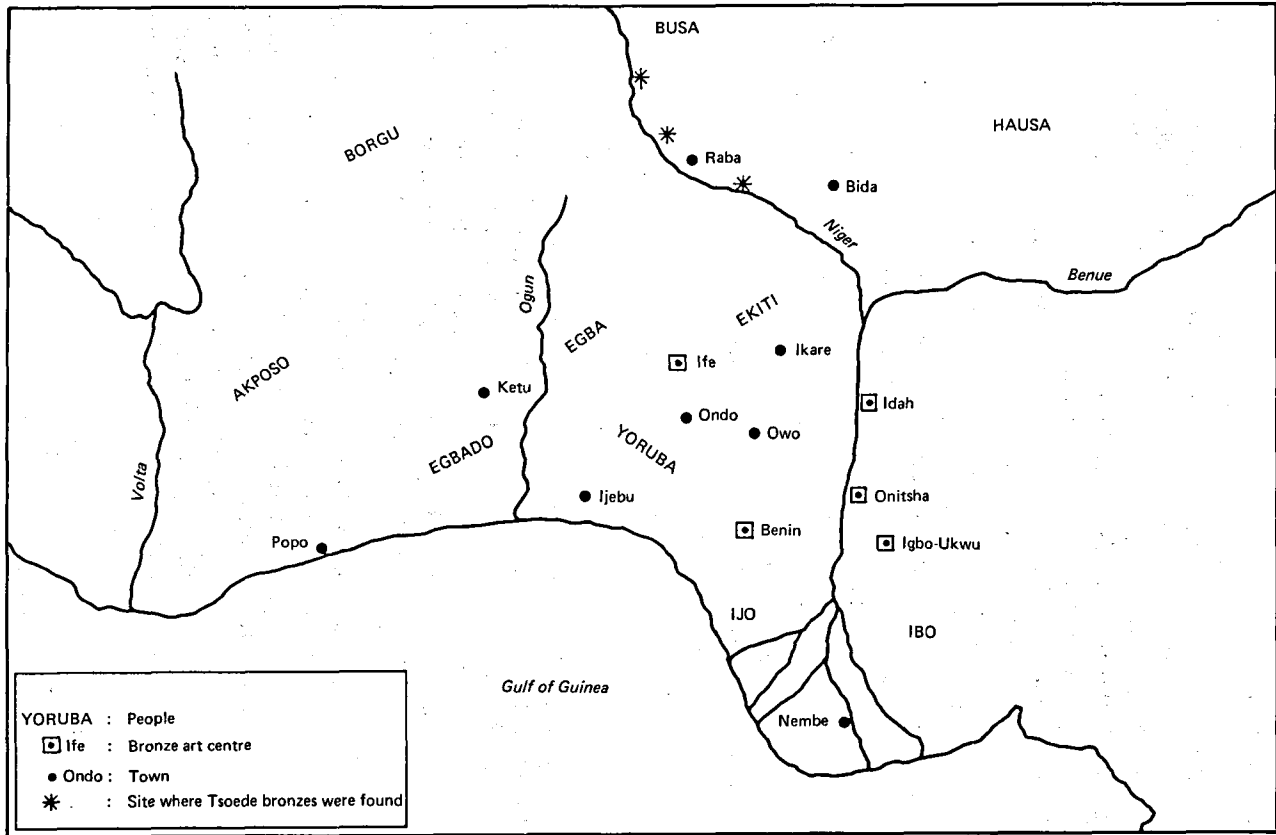 BUSA
HAUSA
BORGU
Raba
Bida
Niger
Benue
Ogun
EKITI
EGBA
Ikare
Ife
AKPOSO
Ketu
Idah
Ondo
Owo
YORUBA
EGBADO
Volta
Ijebu
Onitsha
Benin
Igbo-Ukwu
Popo
IJO
IBO
Gulf of Guinea
Nembe
YORUBA : People
Ife : Bronze art centre
Ondo : Town
: Site where Tsoede bronzes were found